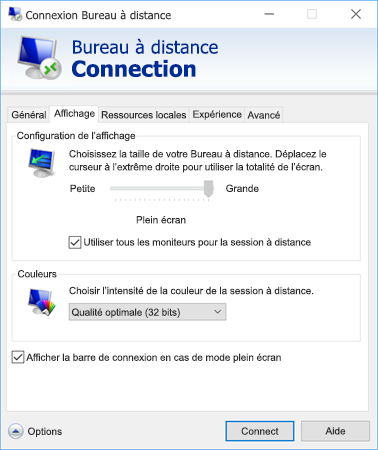 Connexion Bureau à distance
Bureau à distance
Connection
Général Affichage Ressources locales Expérience Avancé
Configuration de l'affichage
Choisissez la taille de votre Bureau à distance. Déplacez le
curseur à l'extrême droite pour utiliser la totalité de l'écran.
Petite Grande
Plein écran
Utiliser tous les moniteurs pour la session à distance
Couleurs
Choisir l'intensité de la couleur de la session à distance.
Qualité optimale (32 bits)
Afficher la barre de connexion en cas de mode plein écran
Options Connect Aide